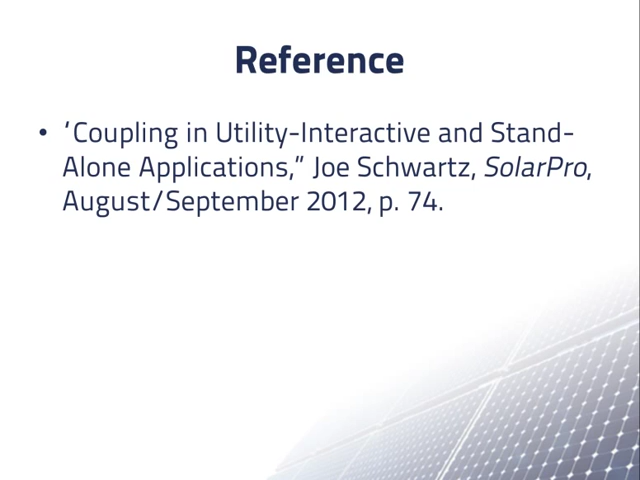 Reference
• ‘Coupling in Utility-Interactive and Stand-
Alone Applications,” Joe Schwartz, SolarPro,
August/September 2012, p. 74.